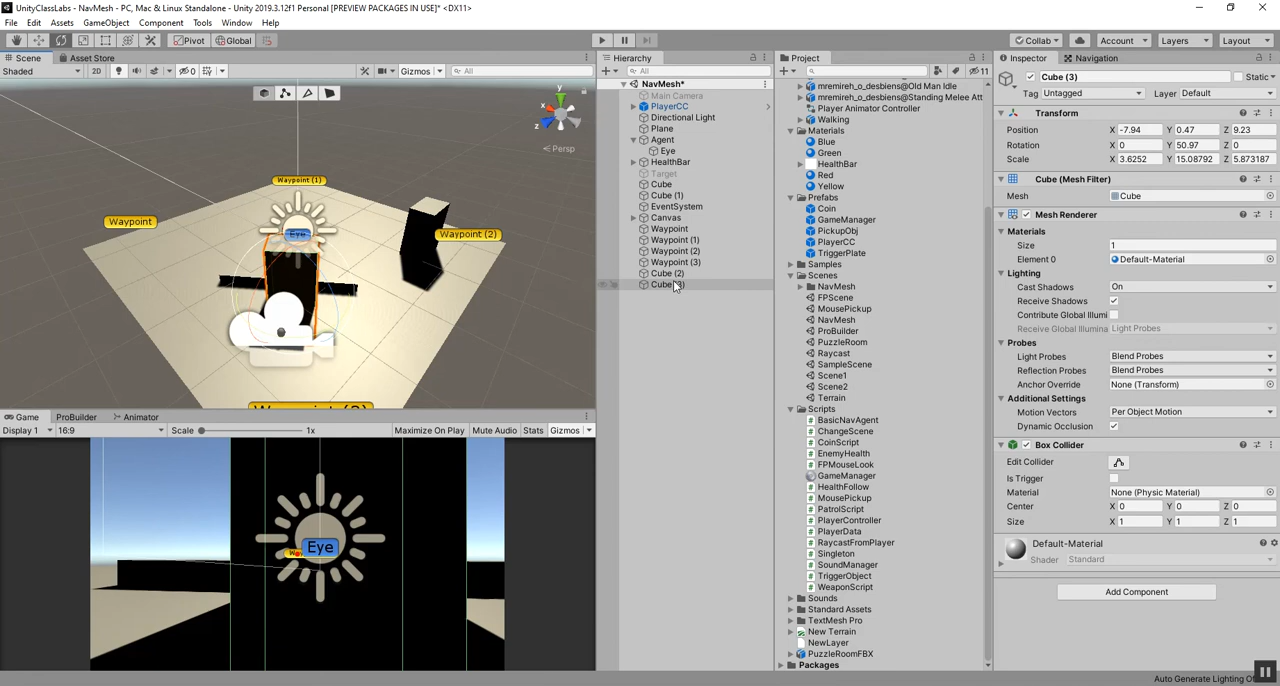 UnityClassLabs - NavMesh - PC, Mac & Linux Standalone - Unity 2019.3.12f1 Personal [PREVIEW PACKAGES IN USE]* <DX11>
File Edit Assets GameObject Component Tools Window Help
Pivot Global Collab Account Layers Layout
Scene Asset Store
Shaded 2D 0 Gizmos All
y
x
z
Persp
Waypoint (1)
Waypoint
Eye
Waypoint (2)
Game ProBuilder Animator
Display 1 16:9 Scale 1x Maximize On Play Mute Audio Stats Gizmos
Eye
Hierarchy
All
NavMesh*
Main Camera
PlayerCC
Directional Light
Plane
Agent
Eye
HealthBar
Target
Cube
Cube (1)
EventSystem
Canvas
Waypoint
Waypoint (1)
Waypoint (2)
Waypoint (3)
Cube (2)
Project
11
mremireh_o_desbiens@Old Man Idle
mremireh_o_desbiens@Standing Melee Att
Player Animator Controller
Walking
Materials
Blue
Green
HealthBar
Red
Yellow
Prefabs
Coin
GameManager
PickupObj
PlayerCC
TriggerPlate
Samples
Scenes
NavMesh
FPScene
MousePickup
NavMesh
ProBuilder
PuzzleRoom
Raycast
SampleScene
Scene1
Scene2
Terrain
Scripts
BasicNavAgent
ChangeScene
CoinScript
EnemyHealth
FPMouseLook
GameManager
HealthFollow
MousePickup
PatrolScript
PlayerController
PlayerData
RaycastFromPlayer
Singleton
SoundManager
TriggerObject
WeaponScript
Sounds
Standard Assets
TextMesh Pro
New Terrain
NewLayer
PuzzleRoomFBX
Packages
Inspector Navigation
Cube (3) Static
Tag Untagged Layer Default
Transform
Position X -7.94 Y 0.47 Z 9.23
Rotation X 0 Y 50.97 Z 0
Scale X 3.6252 Y 15.08792 Z 5.873187
Cube (Mesh Filter)
Mesh Cube
Mesh Renderer
Materials
Size 1
Element 0 Default-Material
Lighting
Cast Shadows On
Receive Shadows
Contribute Global Illumi
Receive Global Illumina Light Probes
Probes
Light Probes Blend Probes
Reflection Probes Blend Probes
Anchor Override None (Transform)
Additional Settings
Motion Vectors Per Object Motion
Dynamic Occlusion
Box Collider
Edit Collider
Is Trigger
Material None (Physic Material)
Center X 0 Y 0 Z 0
Size X 1 Y 1 Z 1
Default-Material
Shader Standard
Add Component
Auto Generate Lighting